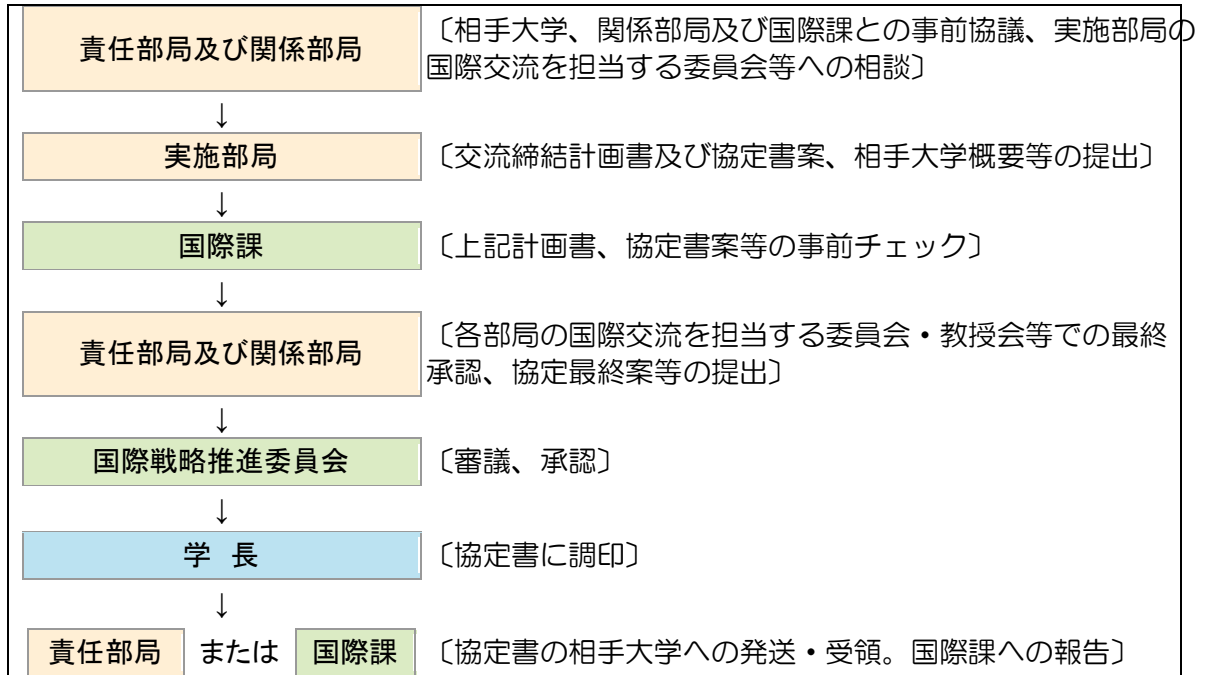 責任部局及び関係部局
〔相手大学、関係部局及び国際課との事前協議、実施部局の
国際交流を担当する委員会等への相談〕
↓
実施部局
〔交流締結計画書及び協定書案、相手大学概要等の提出〕
↓
国際課
〔上記計画書、協定書案等の事前チェック〕
↓
責任部局及び関係部局
〔各部局の国際交流を担当する委員会・教授会等での最終
承認、協定最終案等の提出〕
↓
国際戦略推進委員会
〔審議、承認〕
↓
学 長
〔協定書に調印〕
↓
責任部局 または 国際課 〔協定書の相手大学への発送・受領。国際課への報告〕